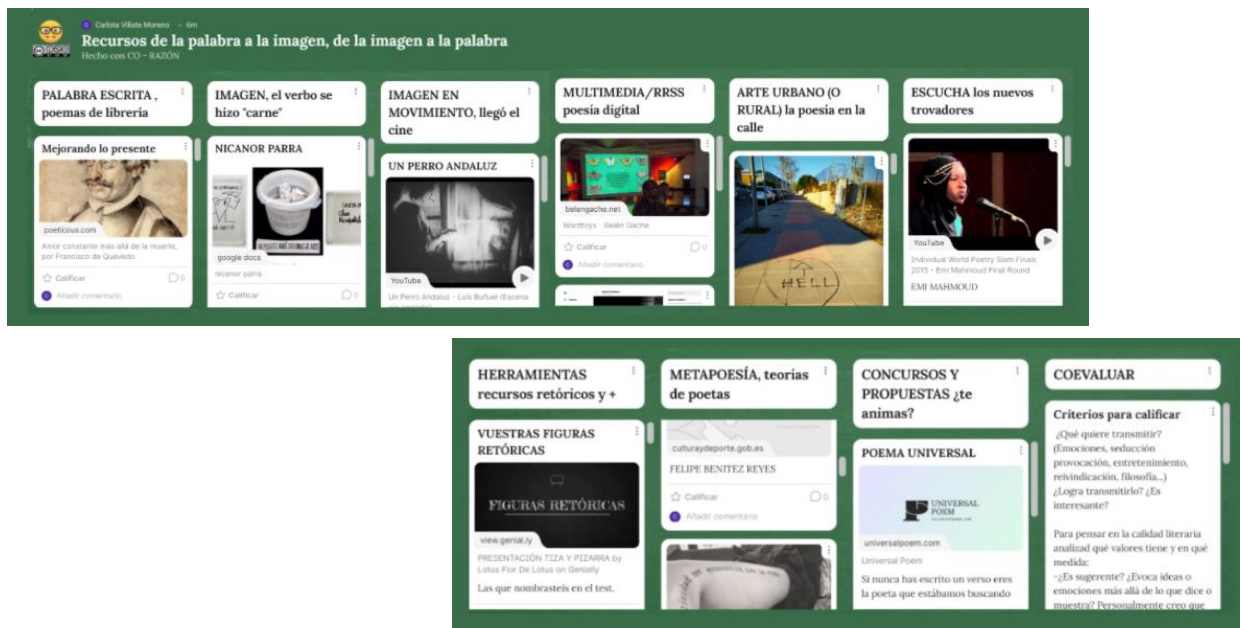 Carlota Villate Moreno • 6m
Recursos de la palabra a la imagen, de la imagen a la palabra
Hecho con CO - RAZÓN
PALABRA ESCRITA ,
poemas de librería
Mejorando lo presente
poeticous.com
Amor constante más allá de la muerte,
por Francisco de Quevedo
Calificar
Añadir comentario
IMAGEN, el verbo se
hizo "carne"
NICANOR PARRA
google docs
nicanor parra
Calificar
0
IMAGEN EN
MOVIMIENTO, llegó el
cine
UN PERRO ANDALUZ
YouTube
Un Perro Andaluz - Luis Buñuel (Escena
MULTIMEDIA/RRSS
poesía digital
belengache.net
Wordtoys - Belén Gache
Calificar
0
Añadir comentario
ARTE URBANO (O
RURAL) la poesía en la
calle
HELL
ESCUCHA los nuevos
trovadores
YouTube
Individual World Poetry Slam Finals
2015 - Emi Mahmoud Final Round
EMI MAHMOUD
HERRAMIENTAS
recursos retóricos y +
VUESTRAS FIGURAS
RETÓRICAS
FIGURAS RETÓRICAS
view.genial.ly
PRESENTACIÓN TIZA Y PIZARRA by
Lotus Flor De Lotus on Genially
Las que nombrasteis en el test.
METAPOESÍA, teorías
de poetas
culturaydeporte.gob.es
FELIPE BENITEZ REYES
Calificar
0
Añadir comentario
CONCURSOS Y
PROPUESTAS ¿te
animas?
POEMA UNIVERSAL
UNIVERSAL
POEM
universalpoem.com
Universal Poem
Si nunca has escrito un verso eres
la poeta que estábamos buscando
COEVALUAR
Criterios para calificar
¿Qué quiere transmitir?
(Emociones, seducción
provocación, entretenimiento,
reivindicación, filosofía...)
¿Logra transmitirlo? ¿Es
interesante?
Para pensar en la calidad literaria
analizad qué valores tiene y en qué
medida:
-¿Es sugerente? ¿Evoca ideas o
emociones más allá de lo que dice o
muestra? Personalmente creo que